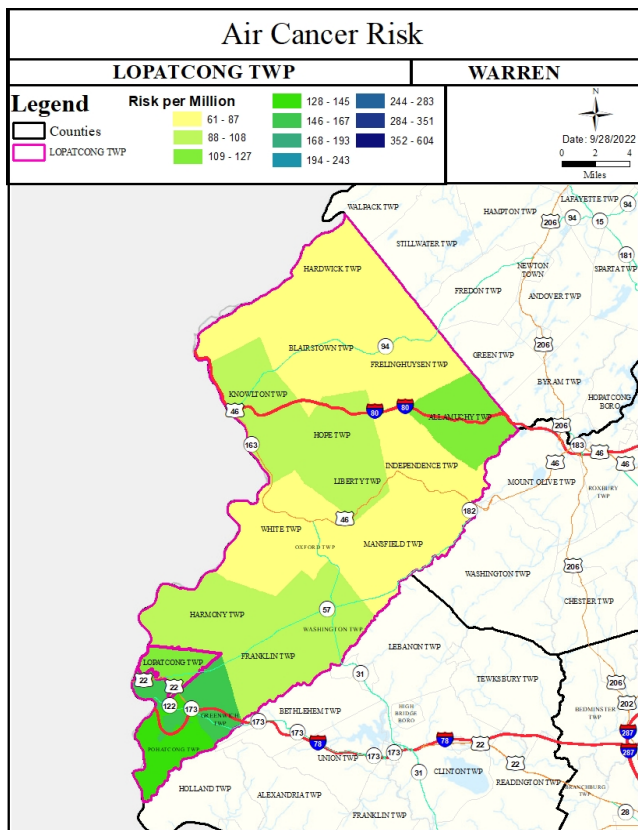 Air Cancer Risk
LOPATCONG TWP
WARREN
Legend
Counties
LOPATCONG TWP
Risk per Million
61 - 87
88 - 108
109 - 127
128 - 145
146 - 167
168 - 193
194 - 243
244 - 283
284 - 351
352 - 604
N
Date: 9/28/2022
0 2 4
Miles
WALPACK TWP
LAFAYETTE TWP
94
HAMPTON TWP
206
94
15
STILLWATER TWP
181
HARDWICK TWP
NEWTON
TOWN
SPARTA TWP
FREDON TWP
ANDOVER TWP
94
206
BLAIRSTOWN TWP
GREEN TWP
FRELINGHUYSEN TWP
BYRAM TWP
KNOWLTON TWP
HOPATCONG
BORO
46
80
80
ALLAMUCHY TWP
206
HOPE TWP
163
183
46
46
46
INDEPENDENCE TWP
LIBERTY TWP
MOUNT OLIVE TWP
ROXBURY
TWP
182
46
WHITE TWP
OXFORD TWP
MANSFIELD TWP
206
WASHINGTON TWP
CHESTER TWP
57
HARMONY TWP
WASHINGTON TWP
LEBANON TWP
FRANKLIN TWP
LOPATCONG TWP
31
TEWKSBURY TWP
22
22
206
202
122
173
BETHLEHEM TWP
HIGH
BRIDGE
BORO
BEDMINSTER
TWP
GREENWICH
TWP
173
173
78
78
287
287
22
POHATCONG TWP
UNION TWP
173
173
22
31
CLINTON TWP
READINGTON TWP
HOLLAND TWP
ALEXANDRIA TWP
BRANCHBURG
TWP
FRANKLIN TWP
28